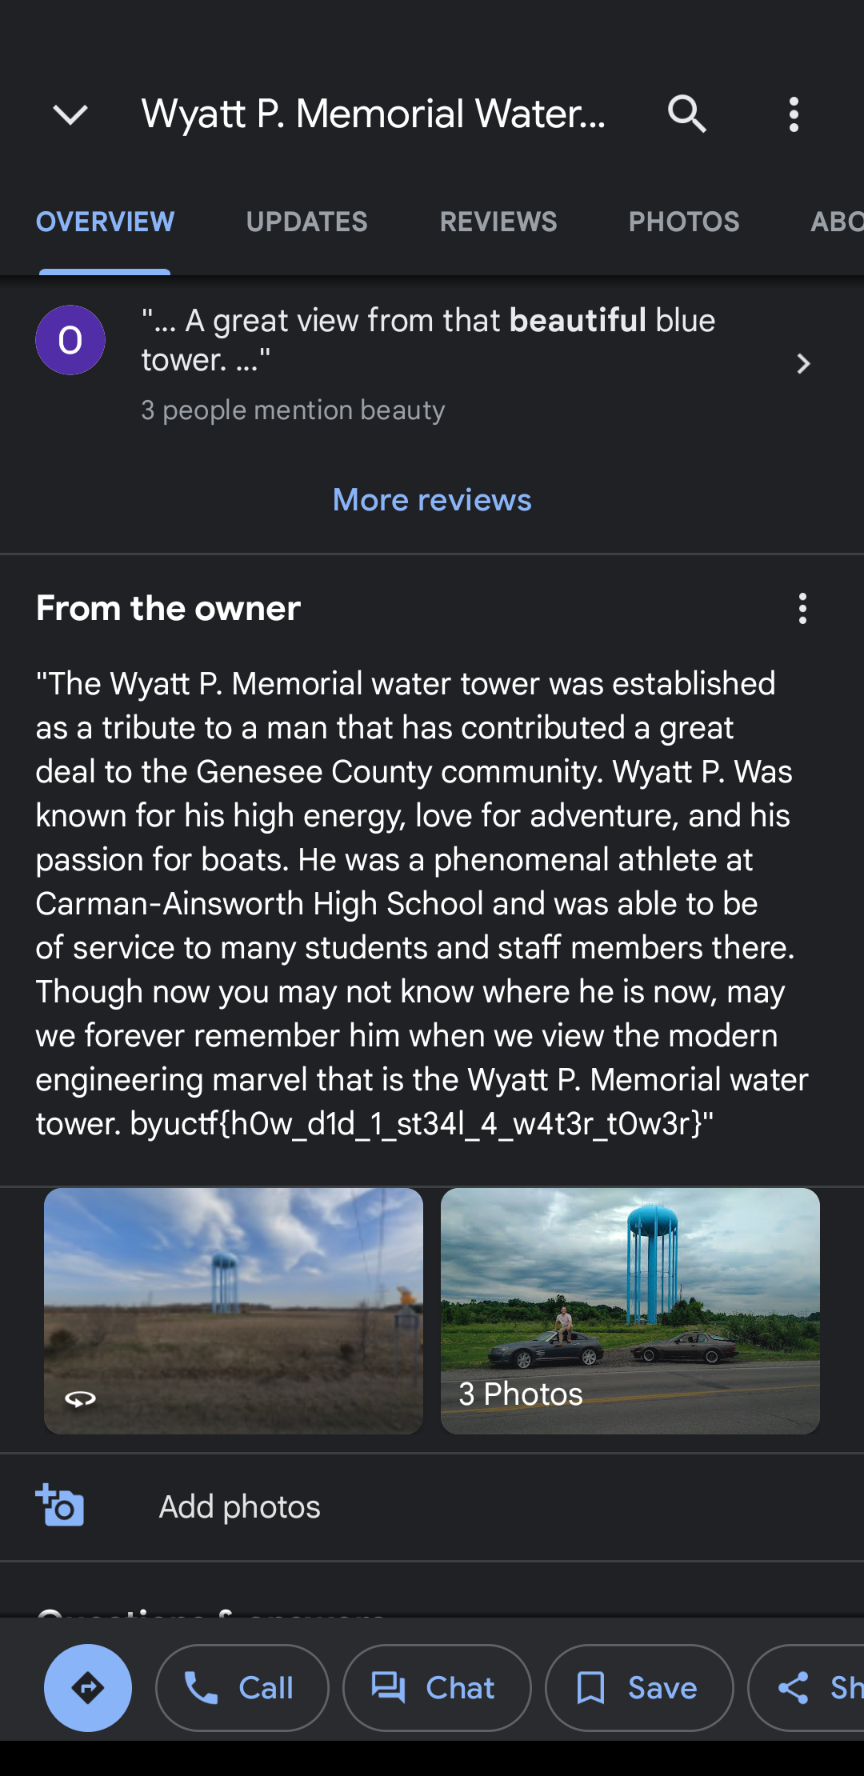 Wyatt P. Memorial Water...
OVERVIEW
UPDATES
REVIEWS
PHOTOS
ABO
O
"... A great view from that beautiful blue
tower. ..."
3 people mention beauty
More reviews
From the owner
"The Wyatt P. Memorial water tower was established
as a tribute to a man that has contributed a great
deal to the Genesee County community. Wyatt P. Was
known for his high energy, love for adventure, and his
passion for boats. He was a phenomenal athlete at
Carman-Ainsworth High School and was able to be
of service to many students and staff members there.
Though now you may not know where he is now, may
we forever remember him when we view the modern
engineering marvel that is the Wyatt P. Memorial water
tower. byuctf{h0w_d1d_1_st34l_4_w4t3r_t0w3r}"
3 Photos
Add photos
Questions & answers
Call
Chat
Save
Sh